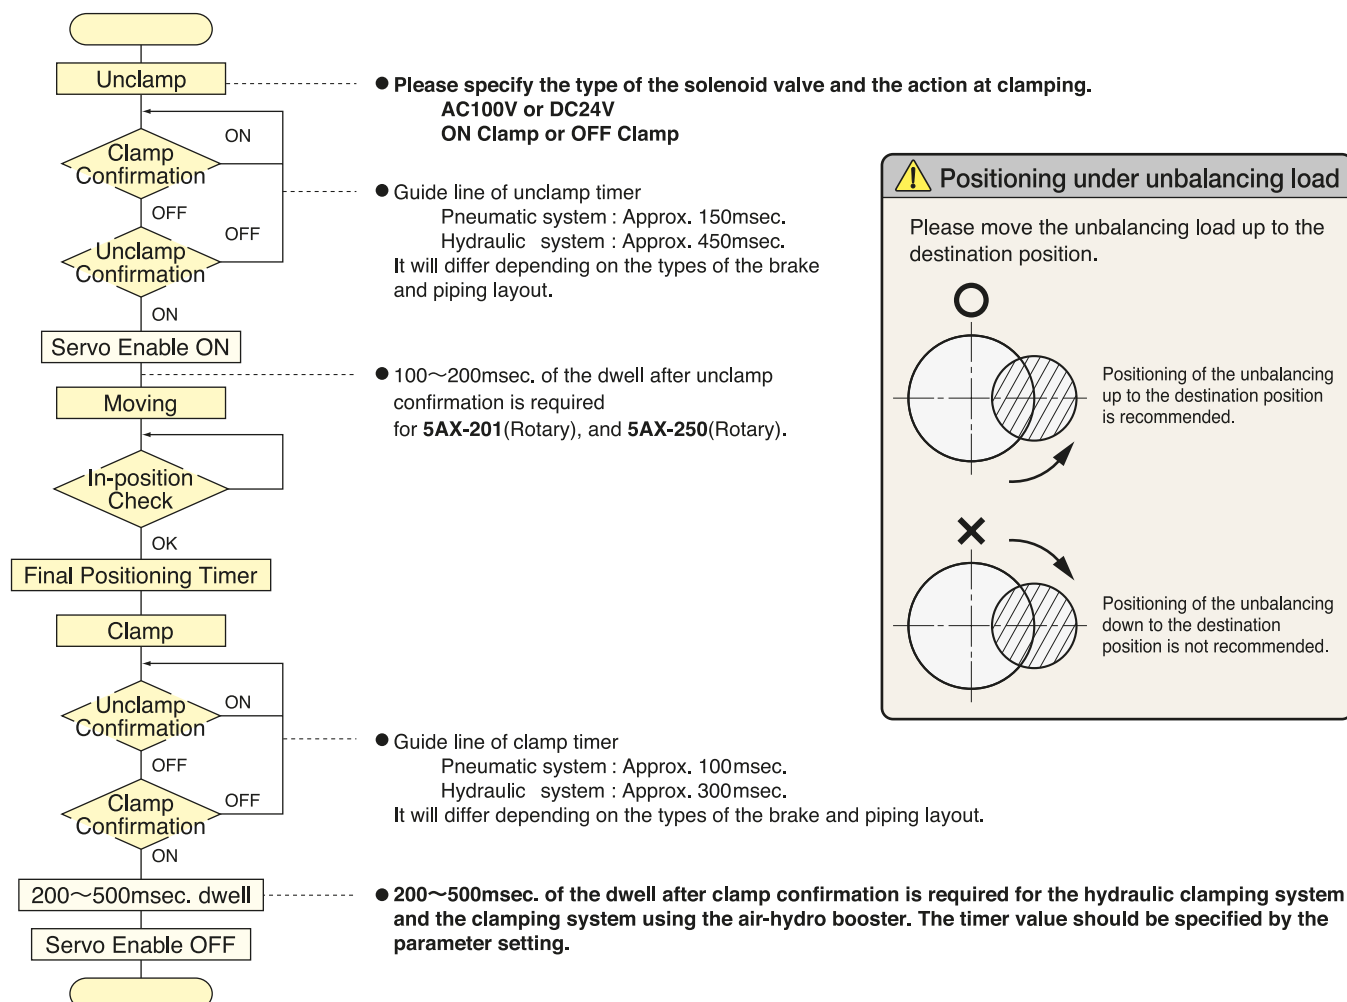 Unclamp
ON
Clamp
Confirmation
OFF
OFF
Unclamp
Confirmation
ON
Servo Enable ON
Moving
In-position
Check
OK
Final Positioning Timer
Clamp
Unclamp
Confirmation
ON
OFF
Clamp
Confirmation
OFF
ON
200～500msec. dwell
Servo Enable OFF
● Please specify the type of the solenoid valve and the action at clamping.
AC100V or DC24V
ON Clamp or OFF Clamp
● Guide line of unclamp timer
Pneumatic system : Approx. 150msec.
Hydraulic system : Approx. 450msec.
It will differ depending on the types of the brake
and piping layout.
● 100～200msec. of the dwell after unclamp
confirmation is required
for 5AX-201(Rotary), and 5AX-250(Rotary).
● Guide line of clamp timer
Pneumatic system : Approx. 100msec.
Hydraulic system : Approx. 300msec.
It will differ depending on the types of the brake and piping layout.
● 200～500msec. of the dwell after clamp confirmation is required for the hydraulic clamping system
and the clamping system using the air-hydro booster. The timer value should be specified by the
parameter setting.
Positioning under unbalancing load
Please move the unbalancing load up to the
destination position.
Positioning of the unbalancing
up to the destination position
is recommended.
Positioning of the unbalancing
down to the destination
position is not recommended.